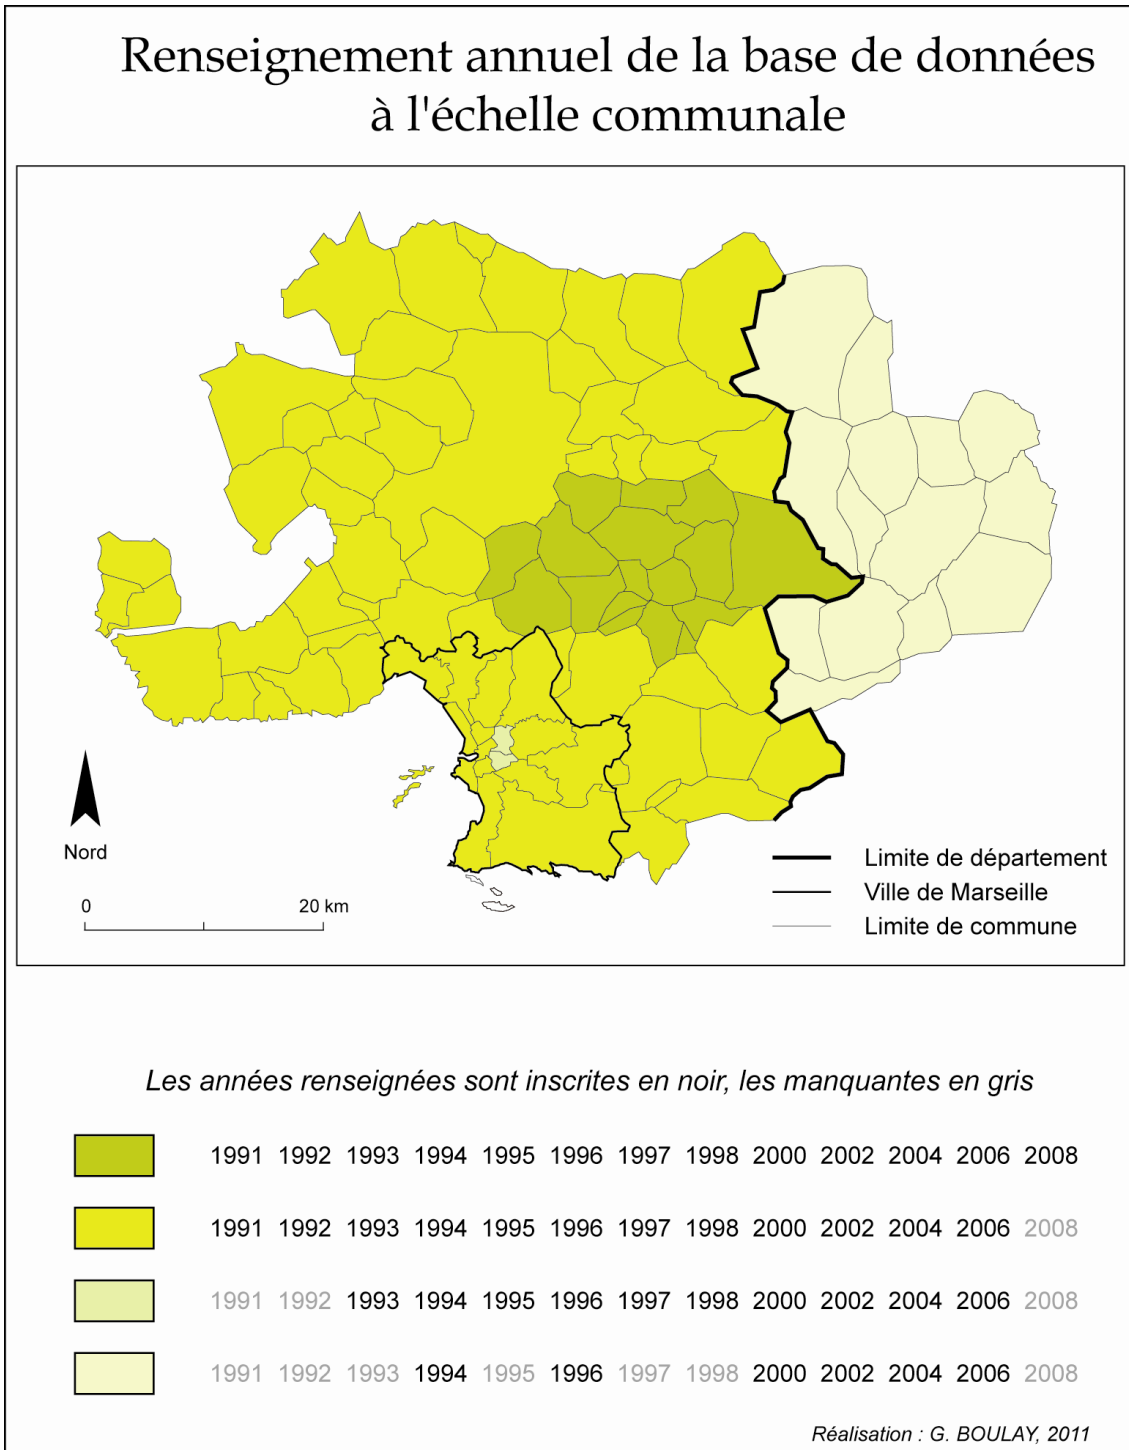 Renseignement annuel de la base de données
à l'échelle communale
Nord
0 20 km
Limite de département
Ville de Marseille
Limite de commune
Les années renseignées sont inscrites en noir, les manquantes en gris
1991 1992 1993 1994 1995 1996 1997 1998 2000 2002 2004 2006 2008
1991 1992 1993 1994 1995 1996 1997 1998 2000 2002 2004 2006 2008
1991 1992 1993 1994 1995 1996 1997 1998 2000 2002 2004 2006 2008
1991 1992 1993 1994 1995 1996 1997 1998 2000 2002 2004 2006 2008
Réalisation : G. BOULAY, 2011